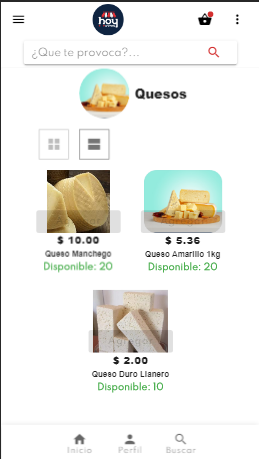 hoy
¿Que te provoca?...
Quesos
$ 10.00
Queso Manchego
Disponible: 20
$ 5.36
Queso Amarillo 1kg
Disponible: 20
Agregar
$ 2.00
Queso Duro Llanero
Disponible: 10
Inicio
Perfil
Buscar